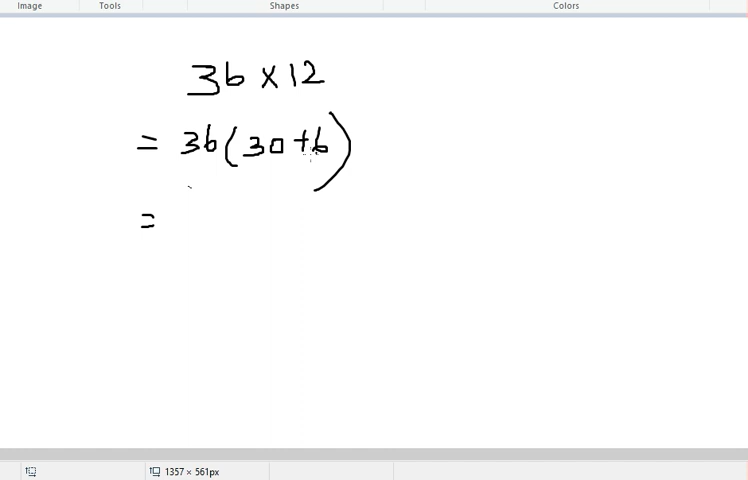 Image Tools Shapes Colors
36 × 12
= 36(30+6)
=
1357 × 561px